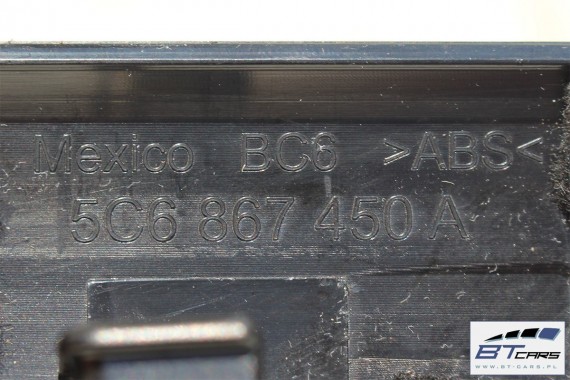 Mexico BC6 >ABS<
5C6 867 450 A
BT CARS
WWW.BT-CARS.PL